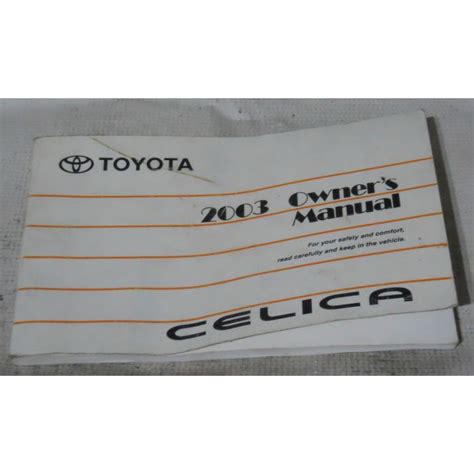 TOYOTA
2003 Owner's
Manual
For your safety and comfort,
read carefully and keep in the vehicle.
CELICA